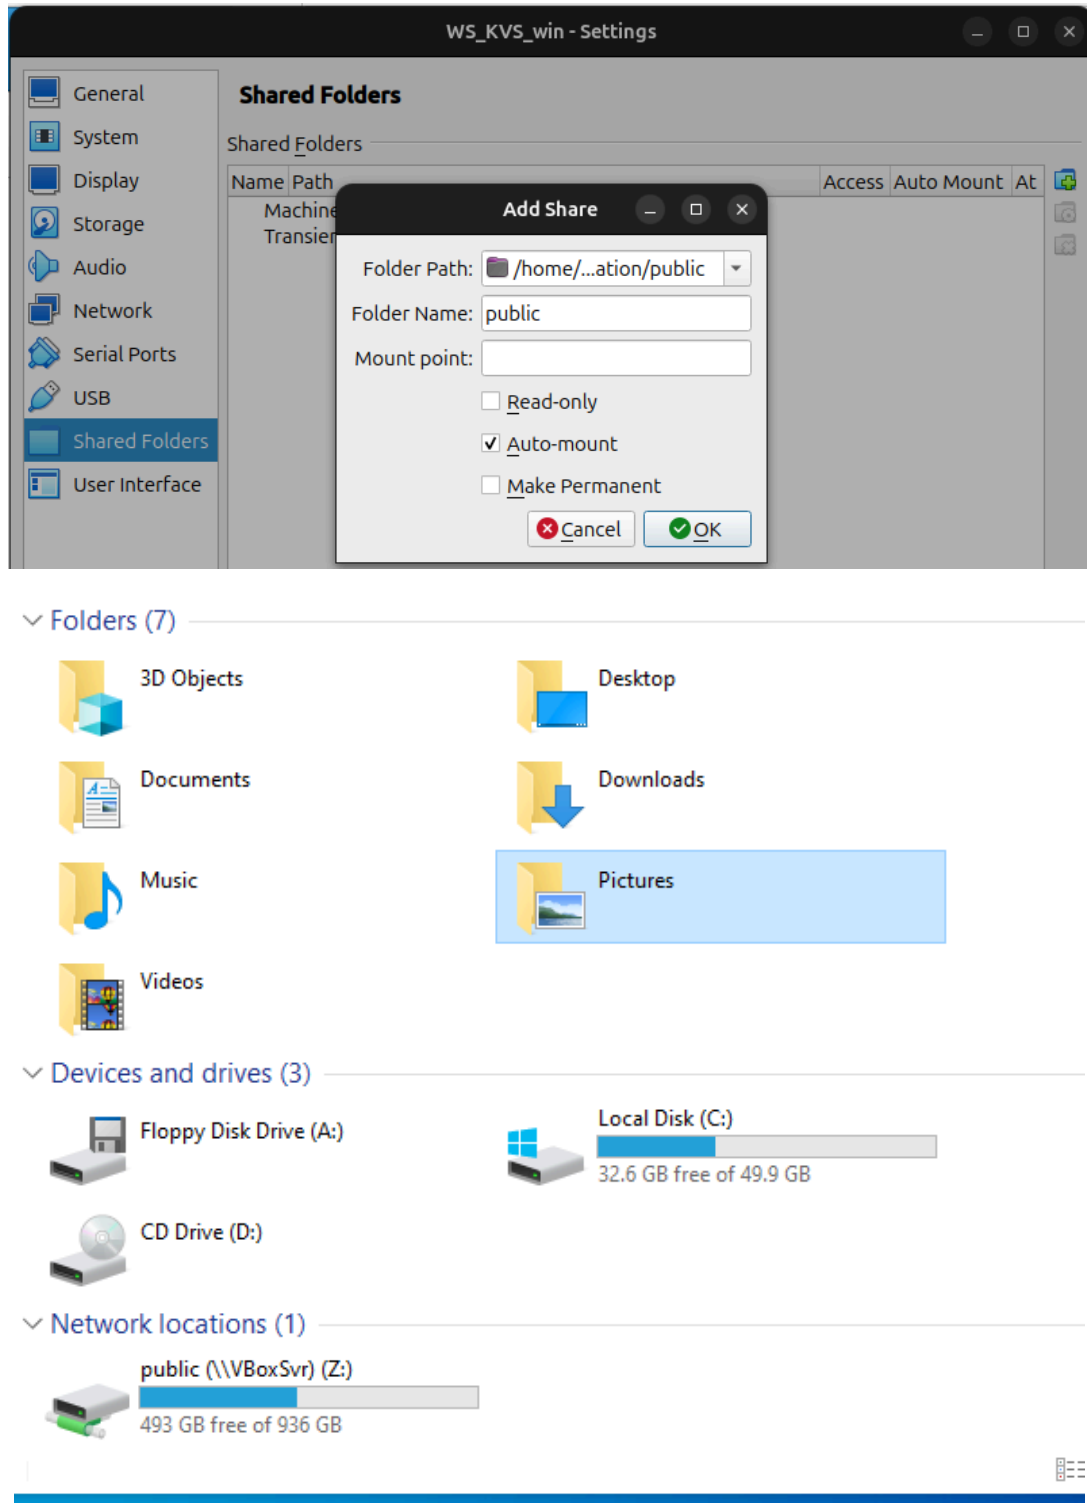 WS_KVS_win - Settings
General
System
Display
Storage
Audio
Network
Serial Ports
USB
Shared Folders
User Interface
Shared Folders
Shared Folders
Name Path Access Auto Mount At
Machine
Transier
Add Share
Folder Path: /home/...ation/public
Folder Name: public
Mount point:
Read-only
Auto-mount
Make Permanent
Cancel OK
Folders (7)
3D Objects
Desktop
Documents
Downloads
Music
Pictures
Videos
Devices and drives (3)
Floppy Disk Drive (A:)
Local Disk (C:)
32.6 GB free of 49.9 GB
CD Drive (D:)
Network locations (1)
public (\\VBoxSvr) (Z:)
493 GB free of 936 GB